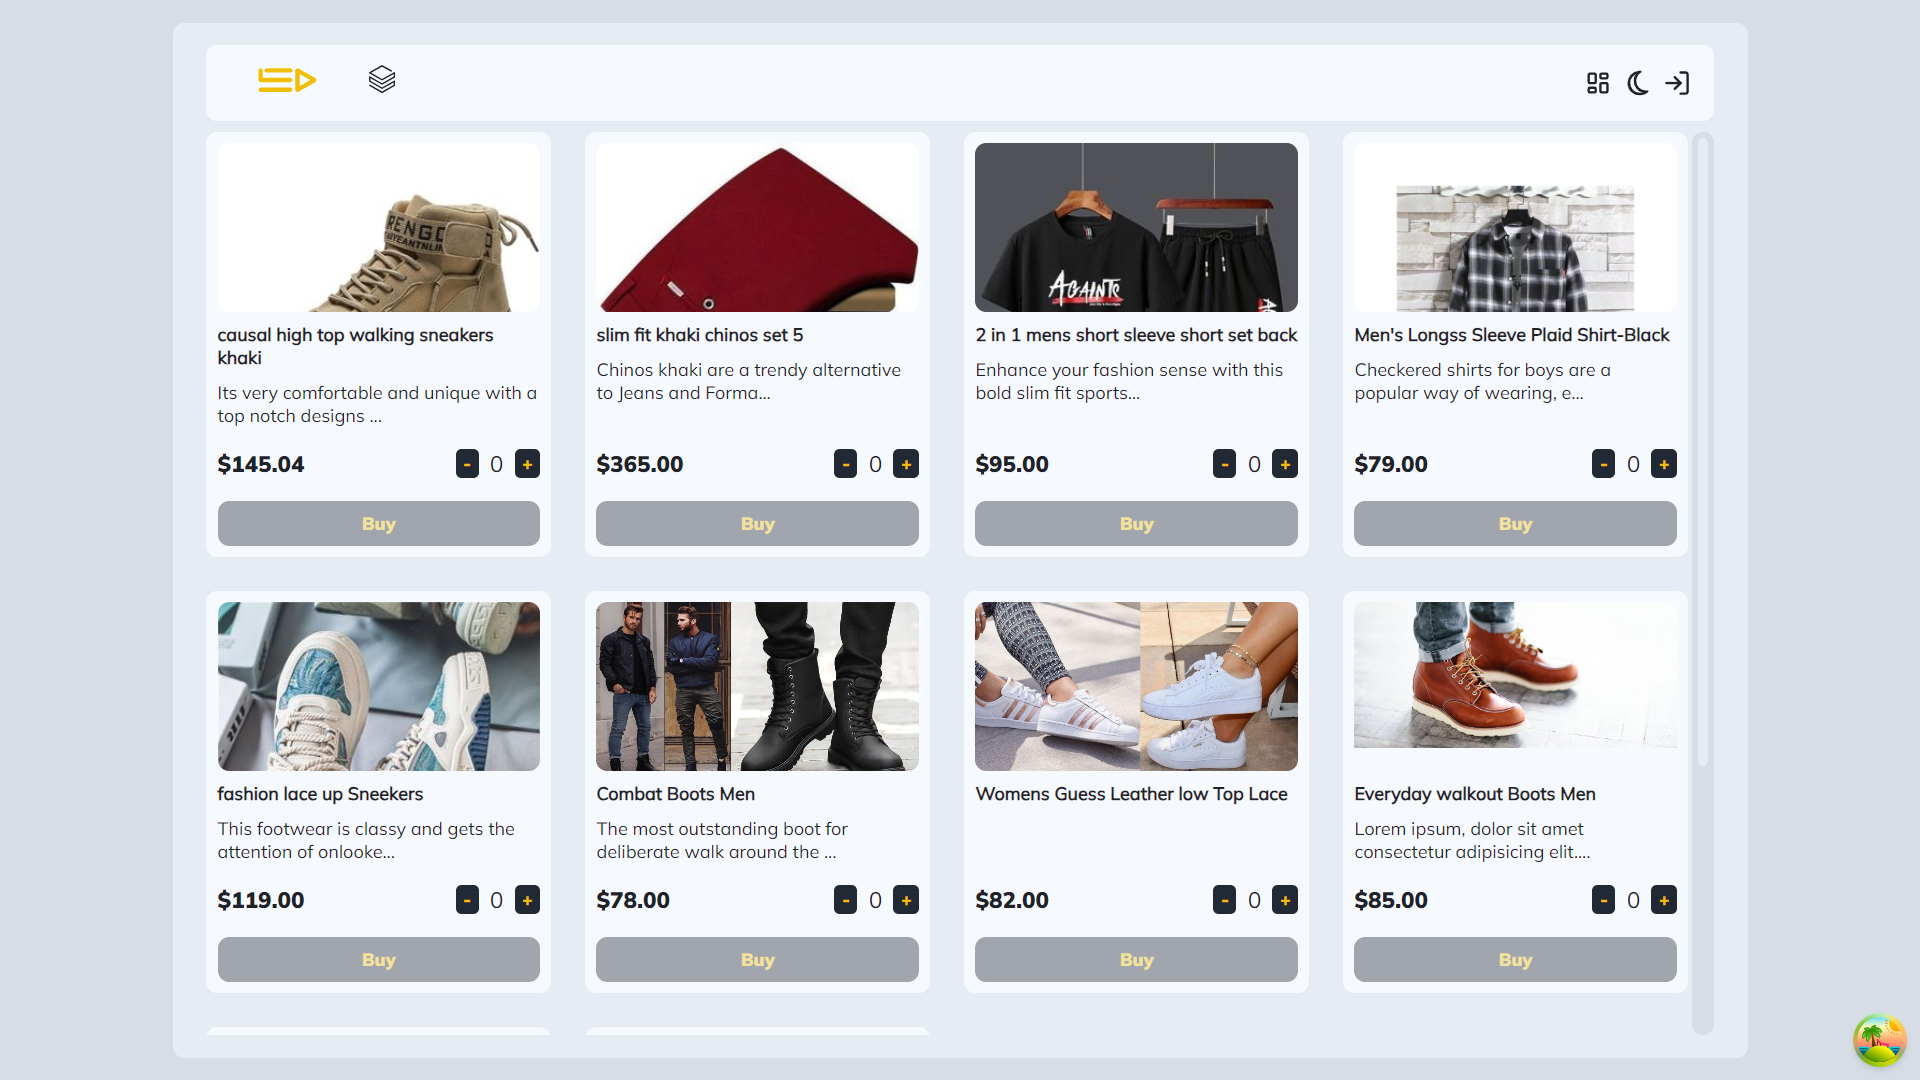 RENGC
AYEANTNLIN
AGAINTS
causal high top walking sneakers
khaki
Its very comfortable and unique with a
top notch designs ...
$145.04
- 0 +
Buy
slim fit khaki chinos set 5
Chinos khaki are a trendy alternative
to Jeans and Forma...
$365.00
- 0 +
Buy
2 in 1 mens short sleeve short set back
Enhance your fashion sense with this
bold slim fit sports...
$95.00
- 0 +
Buy
Men's Longss Sleeve Plaid Shirt-Black
Checkered shirts for boys are a
popular way of wearing, e...
$79.00
- 0 +
Buy
fashion lace up Sneekers
This footwear is classy and gets the
attention of onlooke...
$119.00
- 0 +
Buy
Combat Boots Men
The most outstanding boot for
deliberate walk around the ...
$78.00
- 0 +
Buy
Womens Guess Leather low Top Lace
$82.00
- 0 +
Buy
Everyday walkout Boots Men
Lorem ipsum, dolor sit amet
consectetur adipisicing elit....
$85.00
- 0 +
Buy